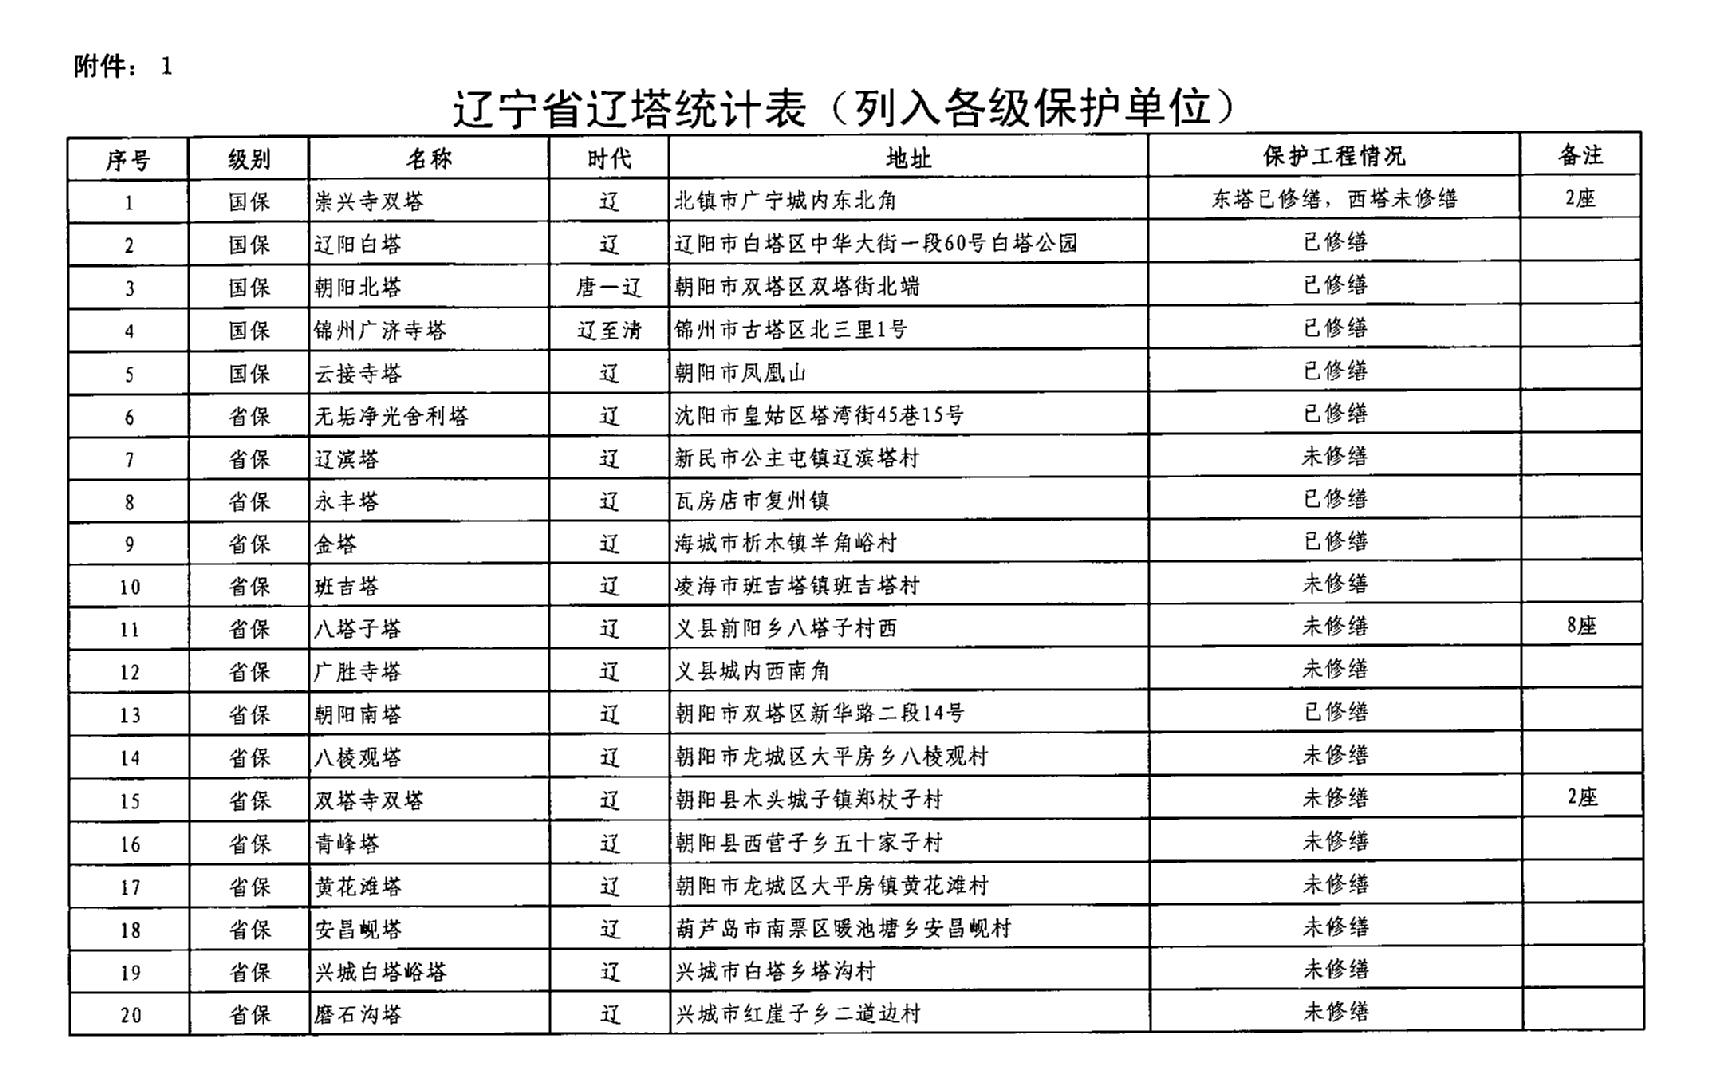 附件： 1
辽宁省辽塔统计表（列入各级保护单位）
序号 级别 名称 时代 地址 保护工程情况 备注
1 国保 崇兴寺双塔 辽 北镇市广宁城内东北角 东塔已修缮，西塔未修缮 2座
2 国保 辽阳白塔 辽 辽阳市白塔区中华大街一段60号白塔公园 已修缮
3 国保 朝阳北塔 唐一辽 朝阳市双塔区双塔街北端 已修缮
4 国保 锦州广济寺塔 辽至清 锦州市古塔区北三里1号 已修缮
5 国保 云接寺塔 辽 朝阳市凤凰山 已修缮
6 省保 无垢净光舍利塔 辽 沈阳市皇姑区塔湾街45巷15号 已修缮
7 省保 辽滨塔 辽 新民市公主屯镇辽滨塔村 未修缮
8 省保 永丰塔 辽 瓦房店市复州镇 已修缮
9 省保 金塔 辽 海城市析木镇羊角峪村 已修缮
10 省保 班吉塔 辽 凌海市班吉塔镇班吉塔村 未修缮
11 省保 八塔子塔 辽 义县前阳乡八塔子村西 未修缮 8座
12 省保 广胜寺塔 辽 义县城内西南角 未修缮
13 省保 朝阳南塔 辽 朝阳市双塔区新华路二段14号 已修缮
14 省保 八棱观塔 辽 朝阳市龙城区大平房乡八棱观村 未修缮
15 省保 双塔寺双塔 辽 朝阳县木头城子镇郑杖子村 未修缮 2座
16 省保 青峰塔 辽 朝阳县西营子乡五十家子村 未修缮
17 省保 黄花滩塔 辽 朝阳市龙城区大平房镇黄花滩村 未修缮
18 省保 安昌岘塔 辽 葫芦岛市南票区暖池塘乡安昌岘村 未修缮
19 省保 兴城白塔峪塔 辽 兴城市白塔乡塔沟村 未修缮
20 省保 磨石沟塔 辽 兴城市红崖子乡二道边村 未修缮